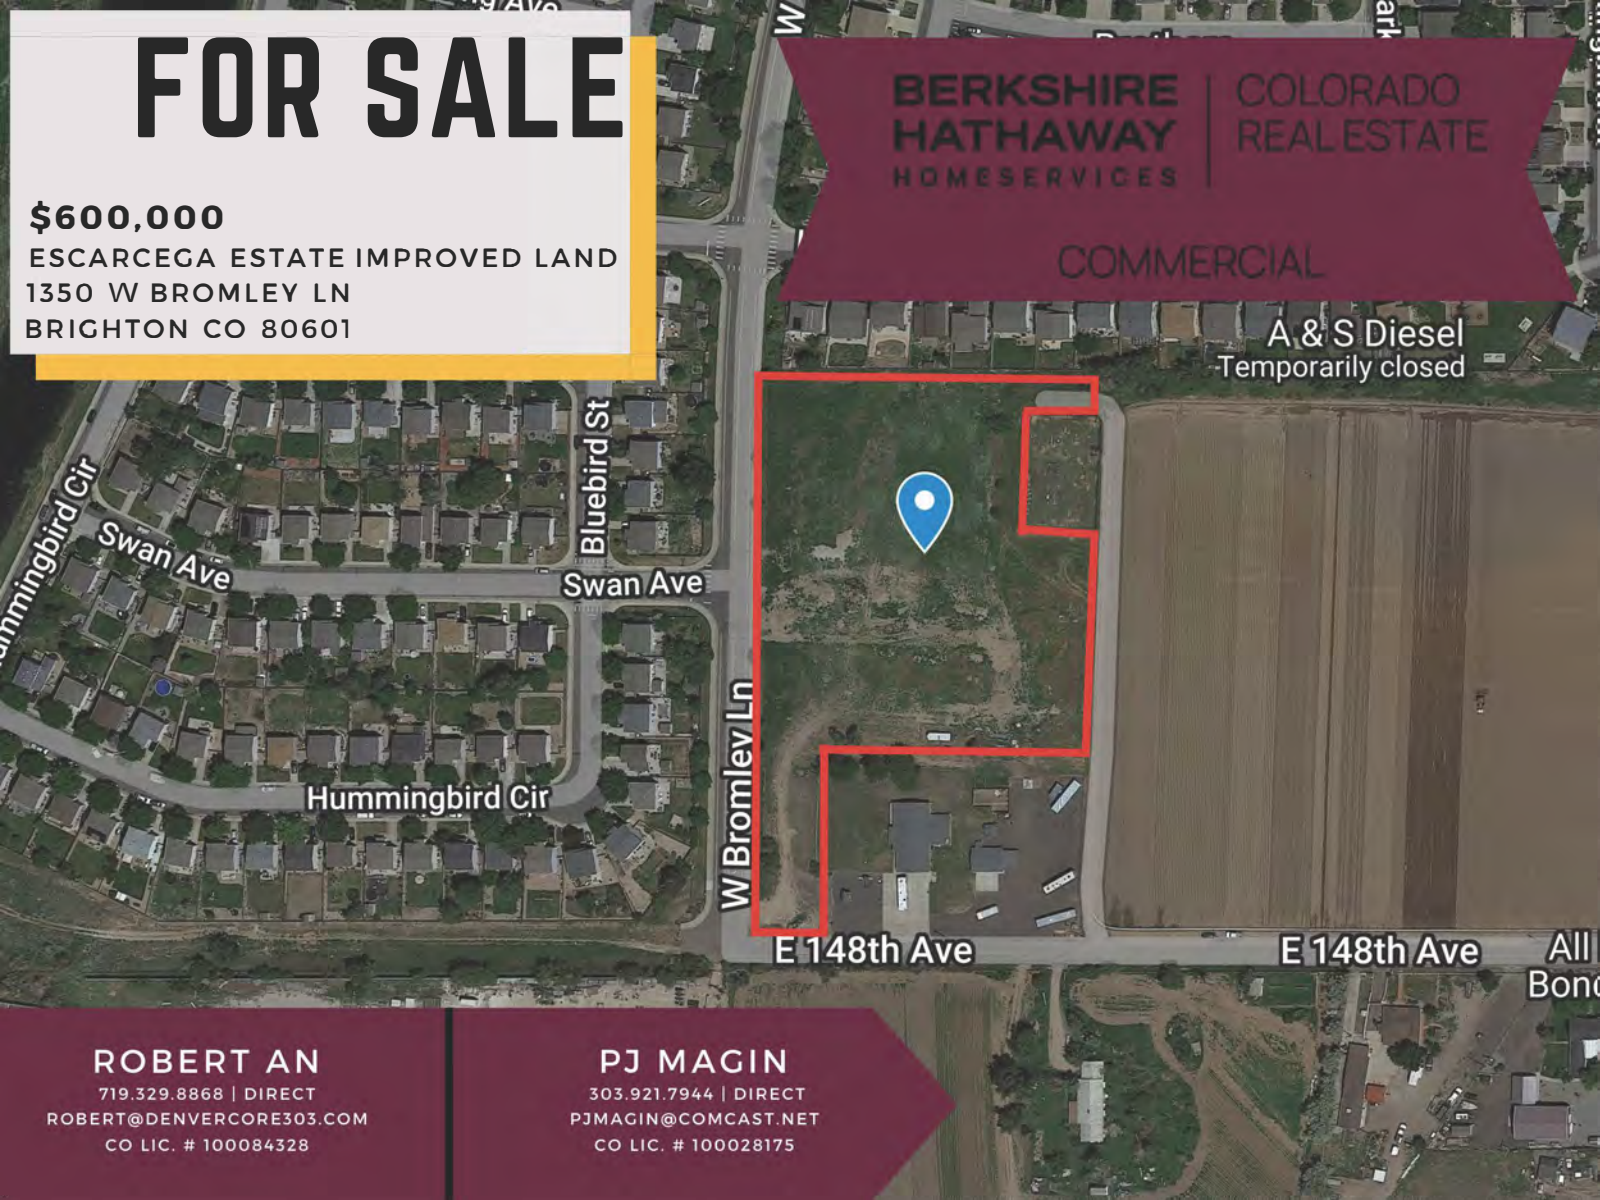 FOR SALE
$600,000
ESCARCEGA ESTATE IMPROVED LAND
1350 W BROMLEY LN
BRIGHTON CO 80601
BERKSHIRE
HATHAWAY
HOMESERVICES
COLORADO
REAL ESTATE
COMMERCIAL
W
A & S Diesel
Temporarily closed
Bluebird St
Swan Ave
Swan Ave
Hummingbird Cir
W Bromley Ln
E 148th Ave
E 148th Ave
All
ROBERT AN
719.329.8868 | DIRECT
ROBERT@DENVERCORE303.COM
CO LIC. # 100084328
PJ MAGIN
303.921.7944 | DIRECT
PJMAGIN@COMCAST.NET
CO LIC. # 100028175